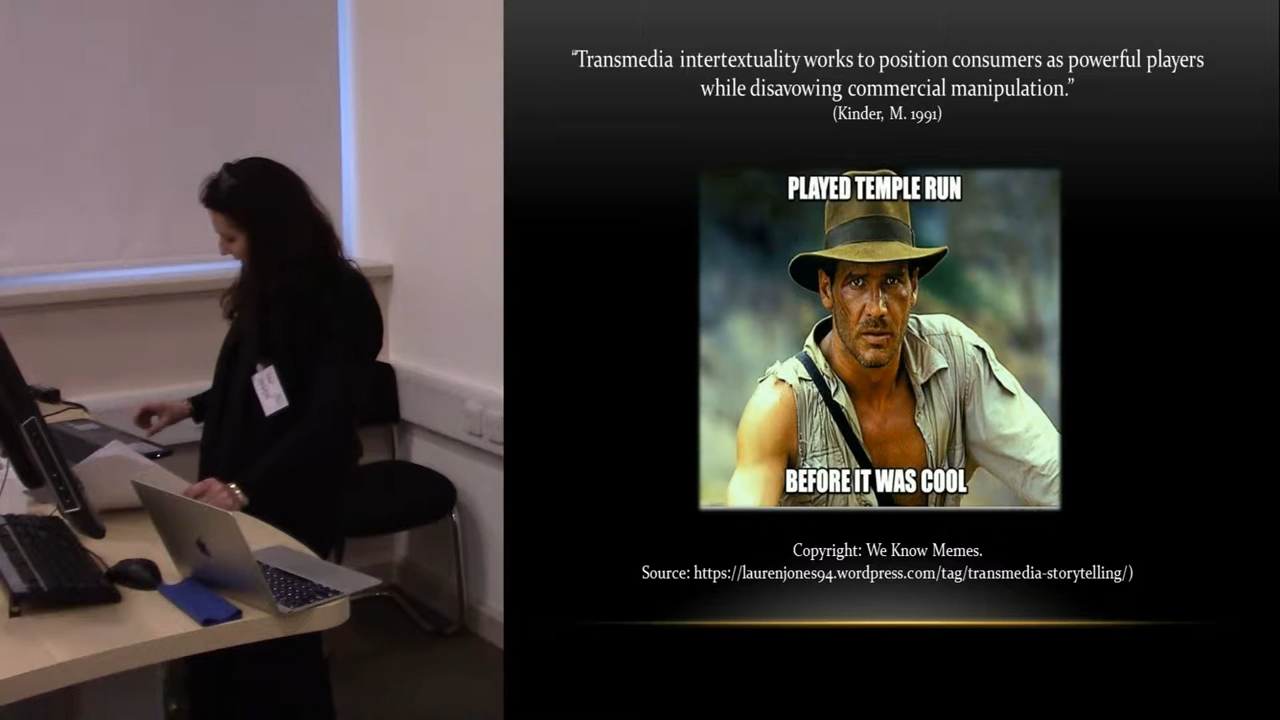 “Transmedia intertextuality works to position consumers as powerful players
while disavowing commercial manipulation.”
(Kinder, M. 1991)
PLAYED TEMPLE RUN
BEFORE IT WAS COOL
Copyright: We Know Memes.
Source: https://laurenjones94.wordpress.com/tag/transmedia-storytelling/)